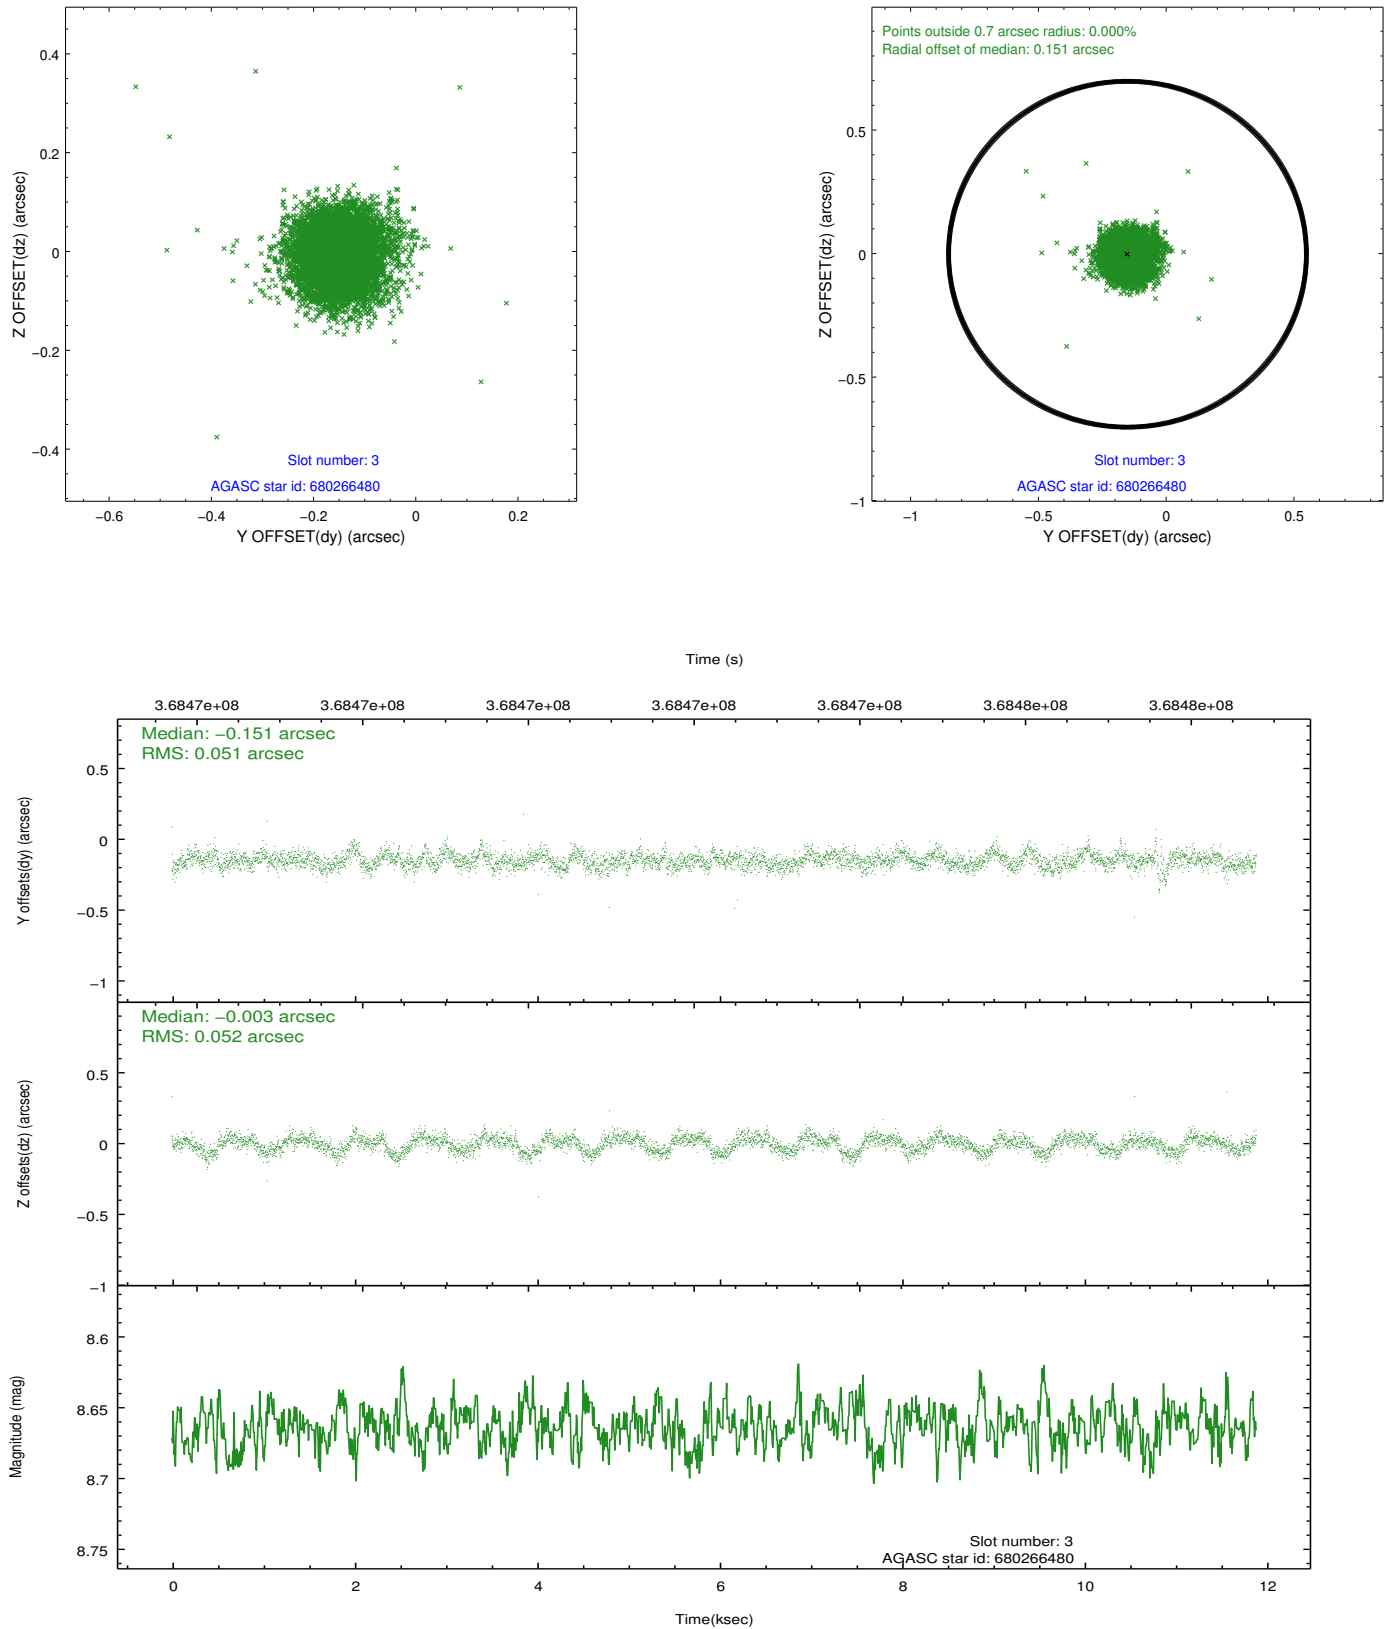 0.4
0.2
0
−0.2
−0.4
Z OFFSET(dz) (arcsec)
Slot number: 3
AGASC star id: 680266480
−0.6 −0.4 −0.2 0 0.2
Y OFFSET(dy) (arcsec)
Points outside 0.7 arcsec radius: 0.000%
Radial offset of median: 0.151 arcsec
0.5
0
−0.5
−1
Z OFFSET(dz) (arcsec)
Slot number: 3
AGASC star id: 680266480
−1 −0.5 0 0.5
Y OFFSET(dy) (arcsec)
Time (s)
3.6847e+08 3.6847e+08 3.6847e+08 3.6847e+08 3.6847e+08 3.6848e+08 3.6848e+08
Median: −0.151 arcsec
RMS: 0.051 arcsec
0.5
0
−0.5
−1
Y offsets(dy) (arcsec)
Median: −0.003 arcsec
RMS: 0.052 arcsec
0.5
0
−0.5
−1
Z offsets(dz) (arcsec)
8.6
8.65
8.7
8.75
Magnitude (mag)
Slot number: 3
AGASC star id: 680266480
0 2 4 6 8 10 12
Time(ksec)